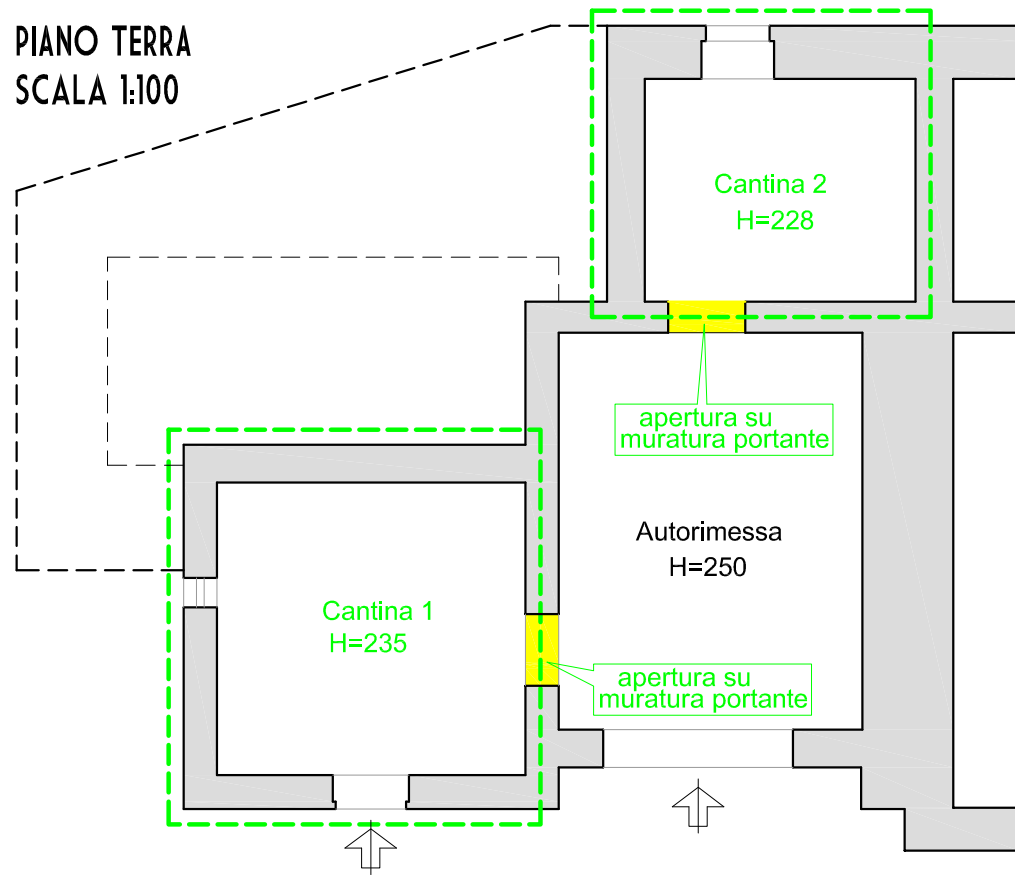 PIANO TERRA
SCALA 1:100
Cantina 2
H=228
apertura su
muratura portante
Autorimessa
H=250
Cantina 1
H=235
apertura su
muratura portante